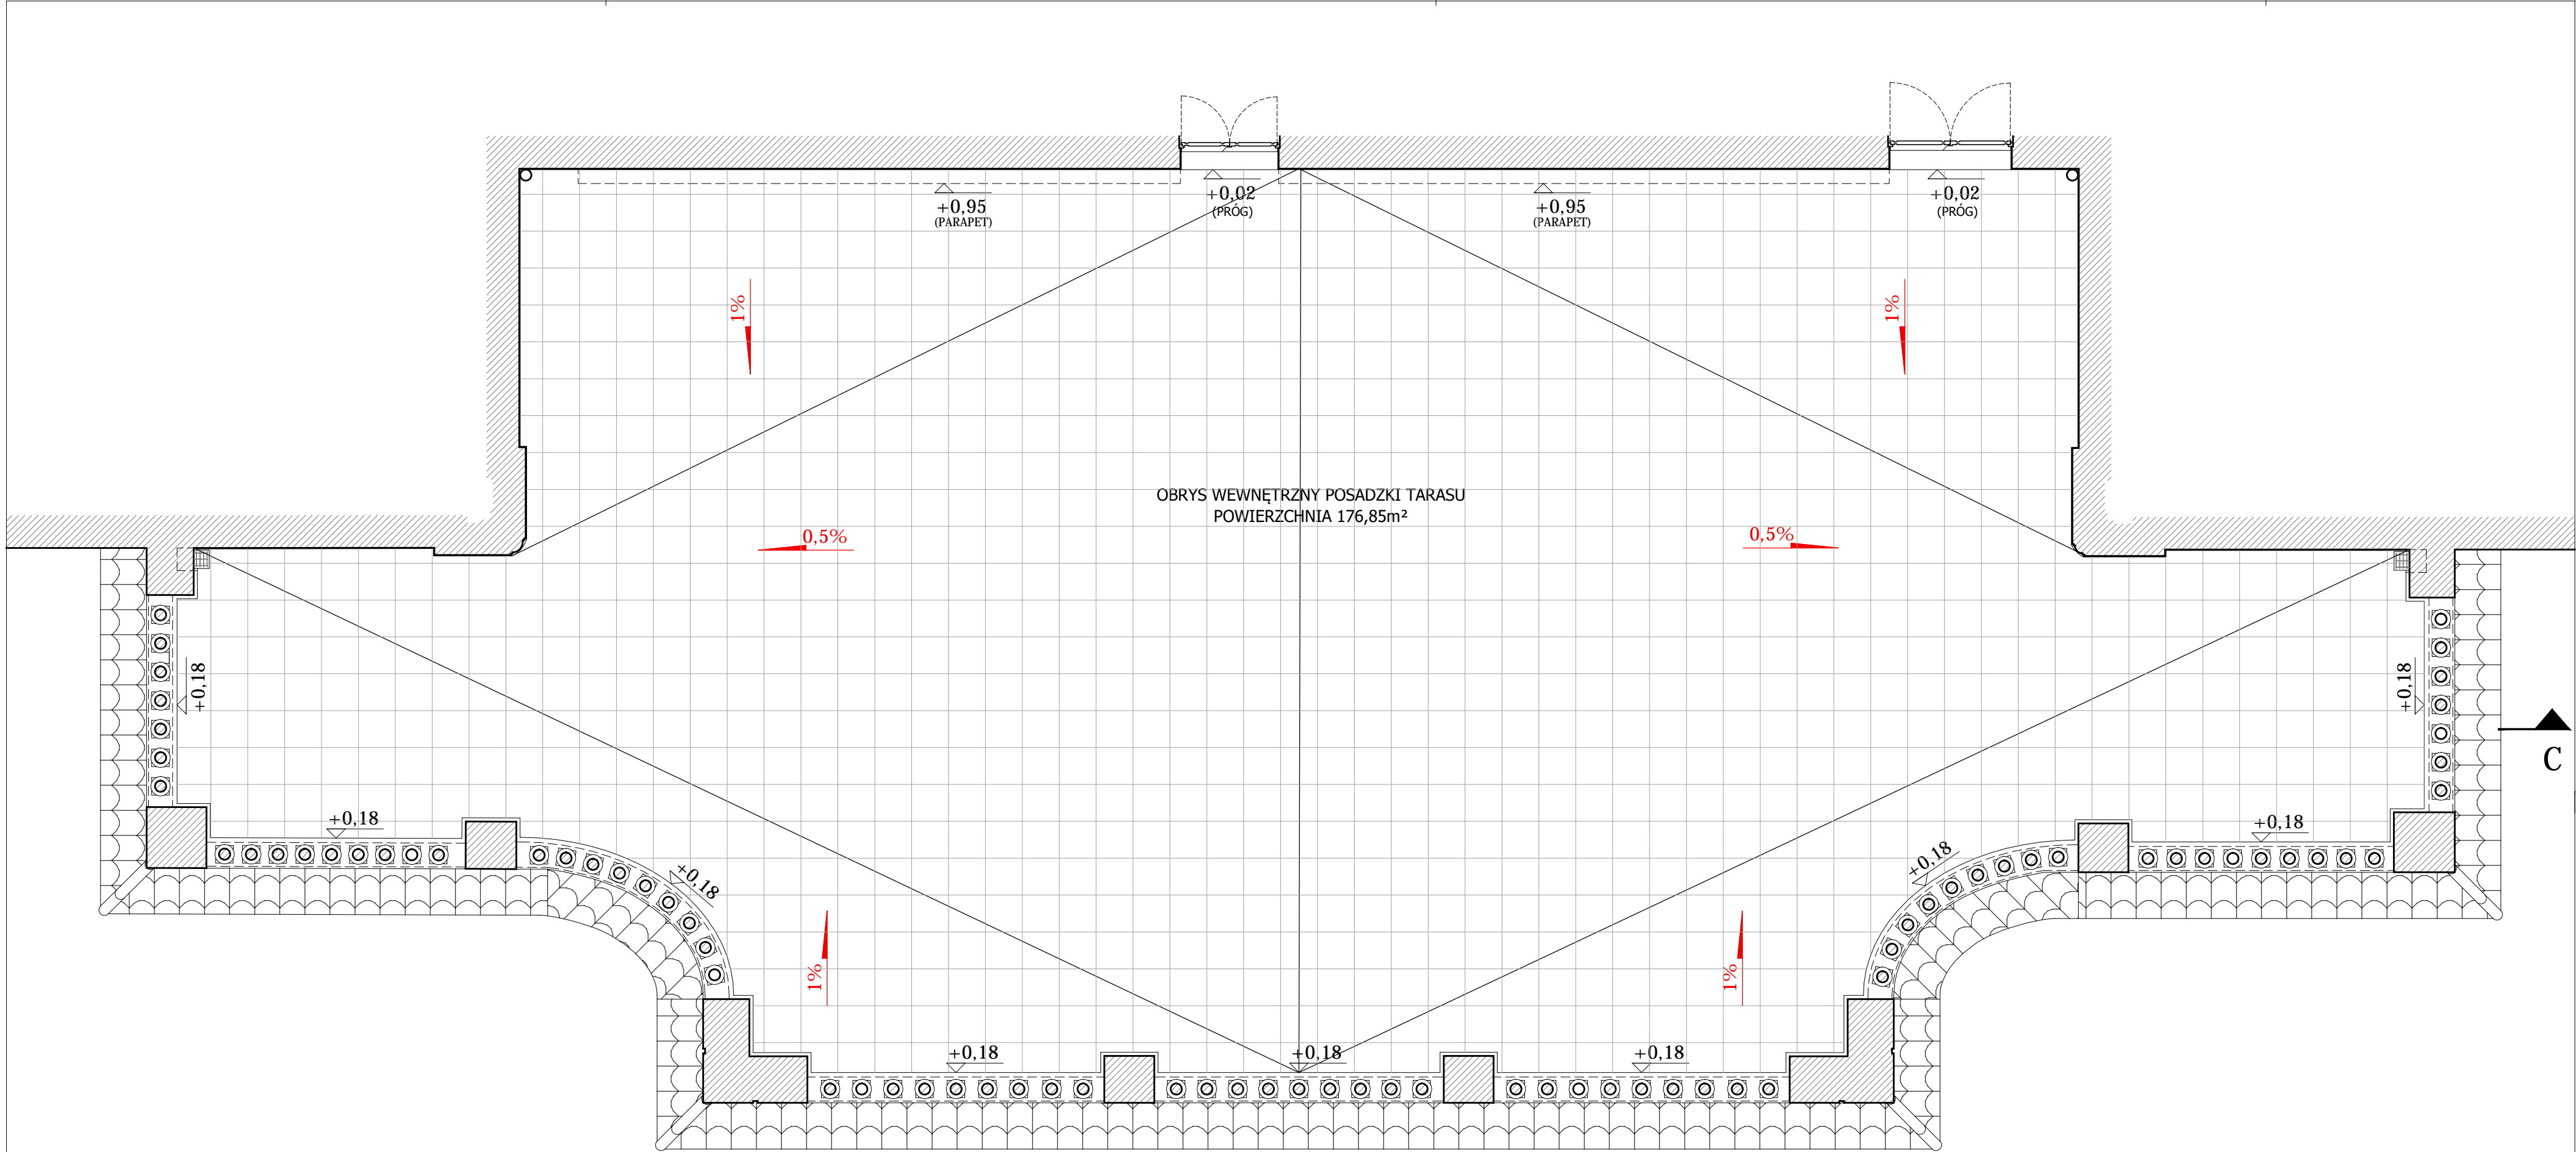 +0,95
(PARAPET)
+0,02
(PRÓG)
+0,95
(PARAPET)
+0,02
(PRÓG)
1%
1%
OBRYS WEWNĘTRZNY POSADZKI TARASU
POWIERZCHNIA 176,85m²
0,5%
0,5%
+0,18
+0,18
C
+0,18
+0,18
+0,18
+0,18
1%
1%
+0,18
+0,18
+0,18